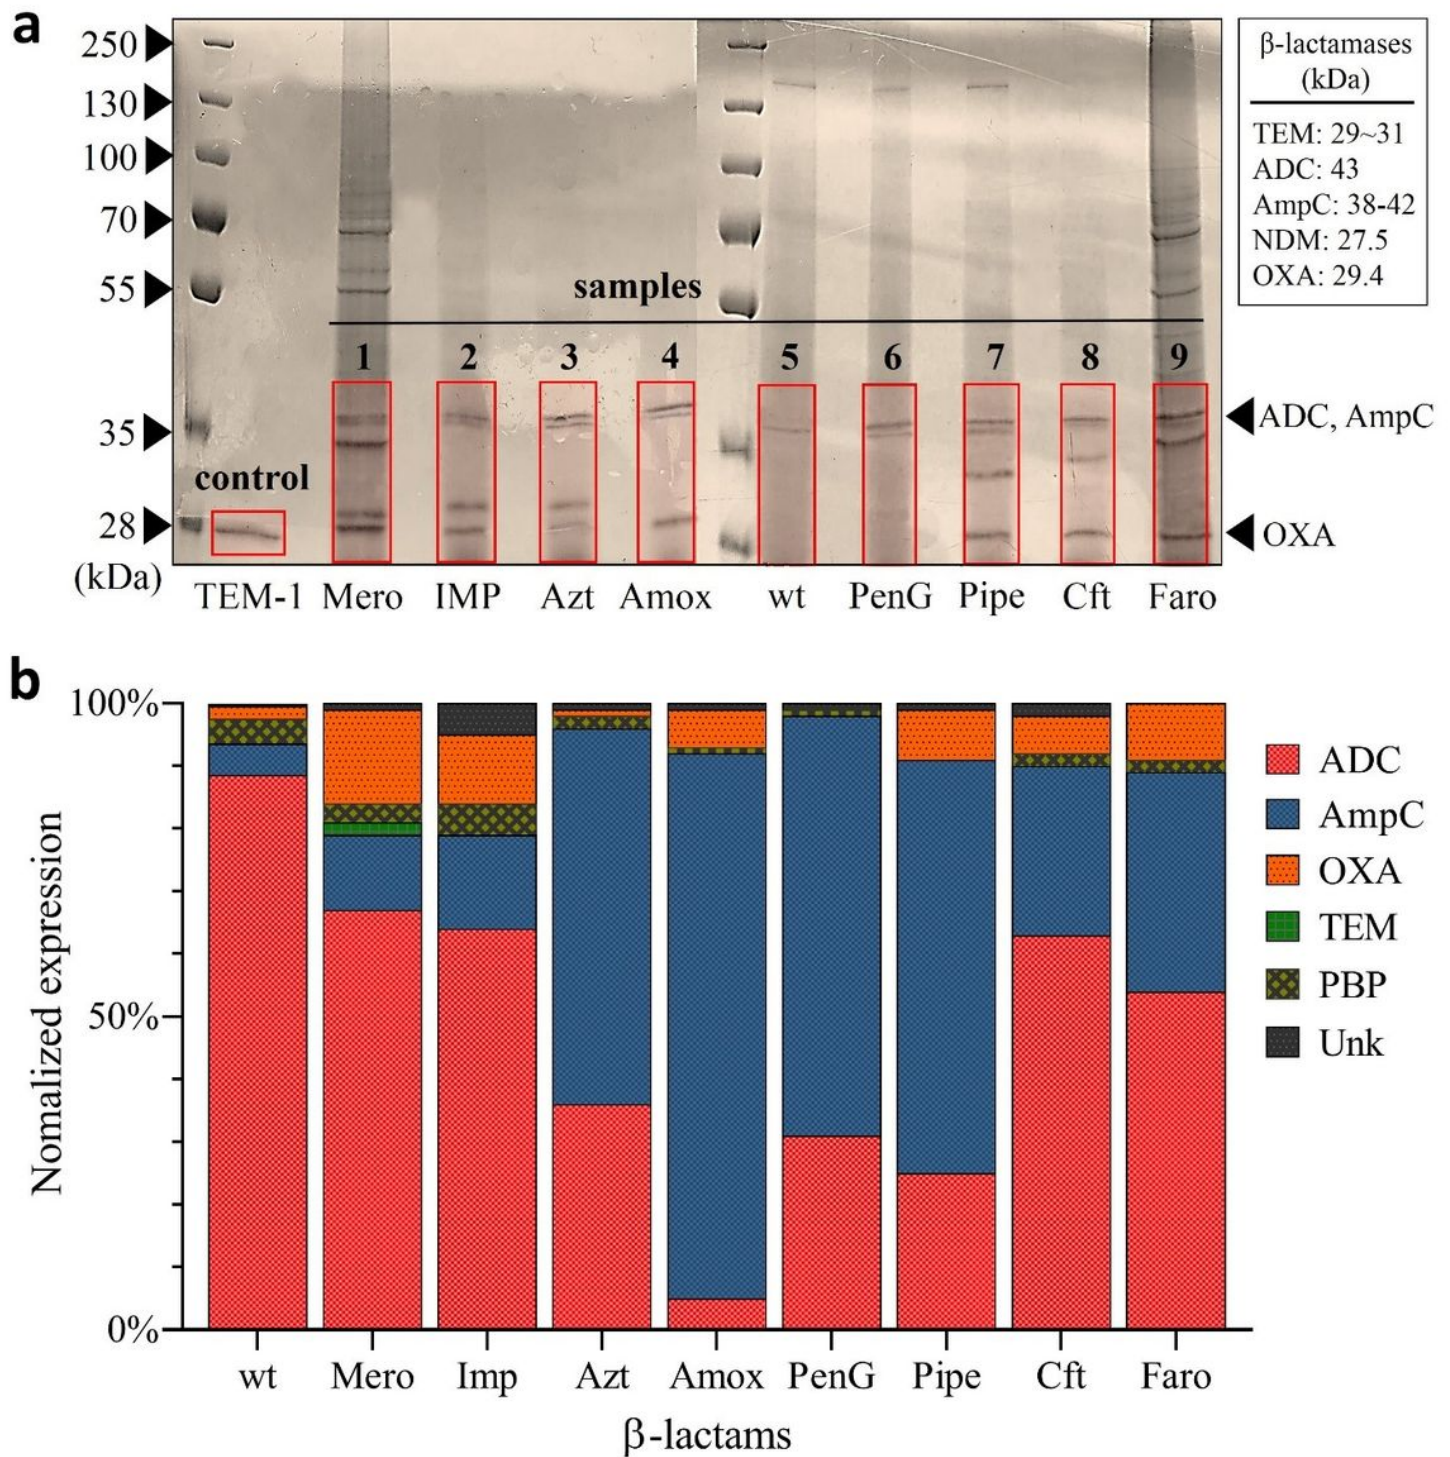 a
250
130
100
70
55
35
28
(kDa)
control
samples
1 2 3 4 5 6 7 8 9
TEM-1 Mero IMP Azt Amox wt PenG Pipe Cft Faro
β-lactamases
(kDa)
TEM: 29~31
ADC: 43
AmpC: 38-42
NDM: 27.5
OXA: 29.4
ADC, AmpC
OXA
b
Nomalized expression
100%
50%
0%
wt Mero Imp Azt Amox PenG Pipe Cft Faro
β-lactams
ADC
AmpC
OXA
TEM
PBP
Unk